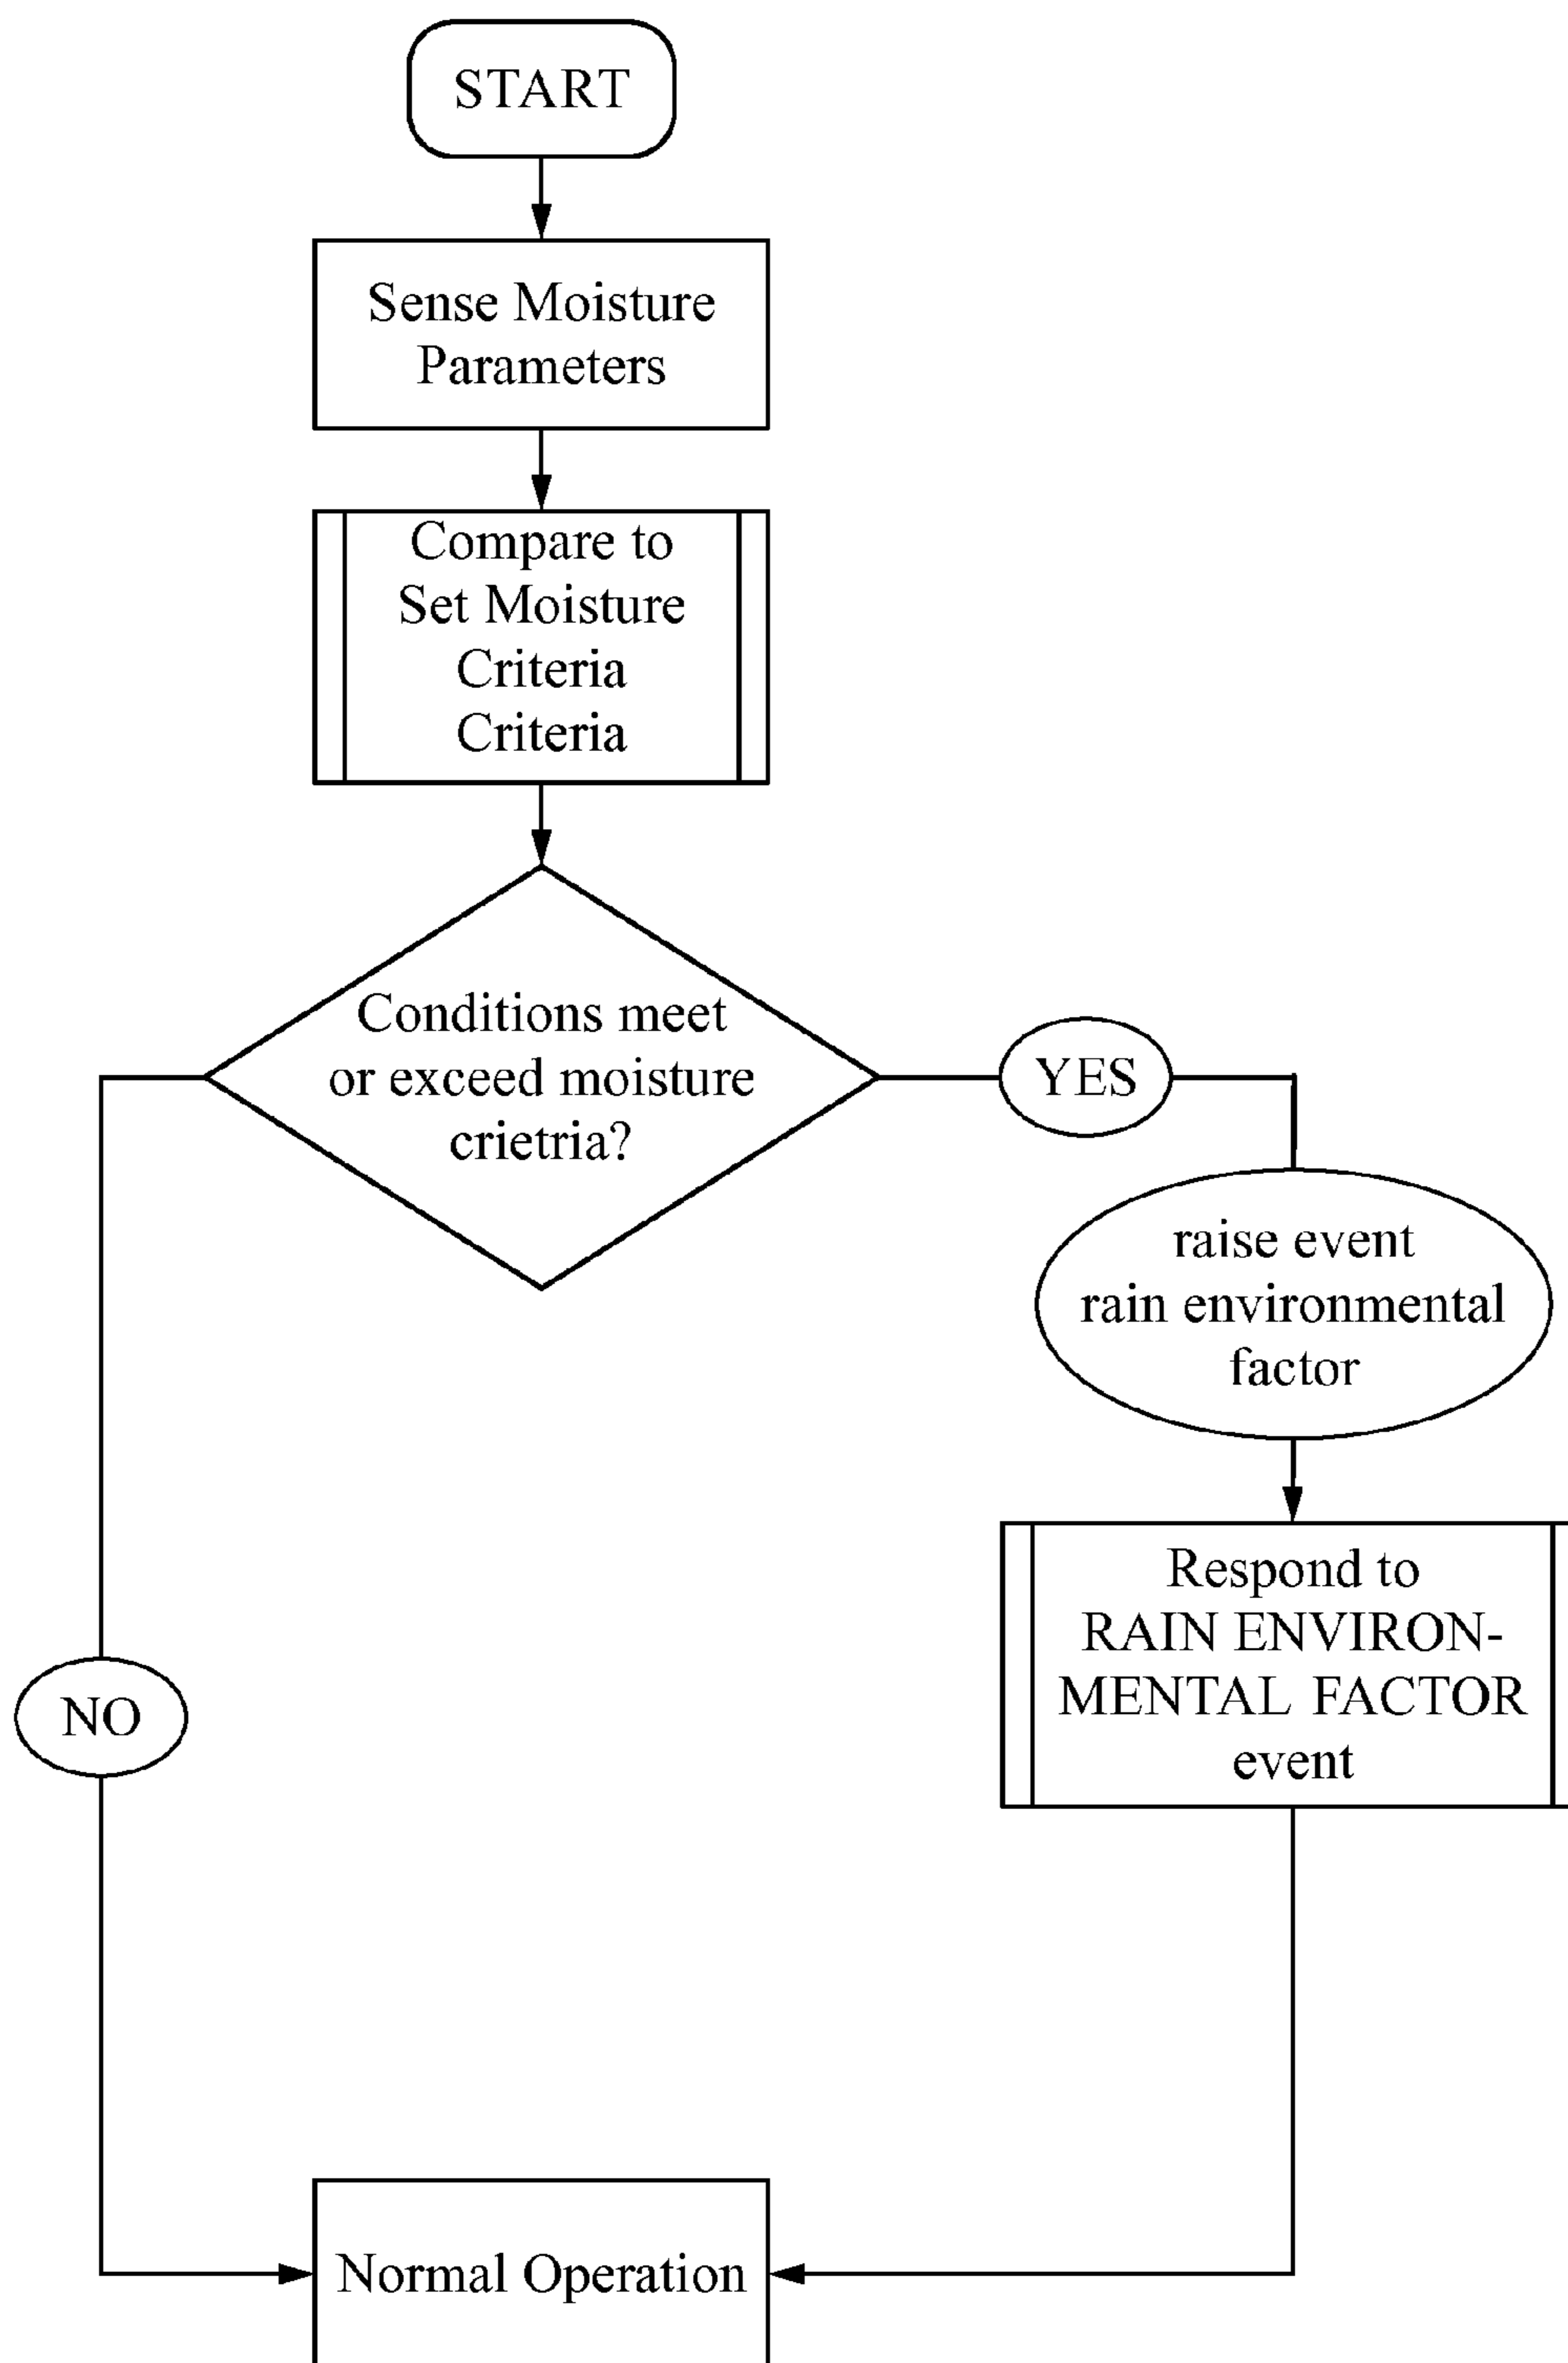 START
Sense Moisture
Parameters
Compare to
Set Moisture
Criteria
Criteria
Conditions meet
or exceed moisture
crietria?
YES
raise event
rain environmental
factor
Respond to
RAIN ENVIRON-
MENTAL FACTOR
event
NO
Normal Operation